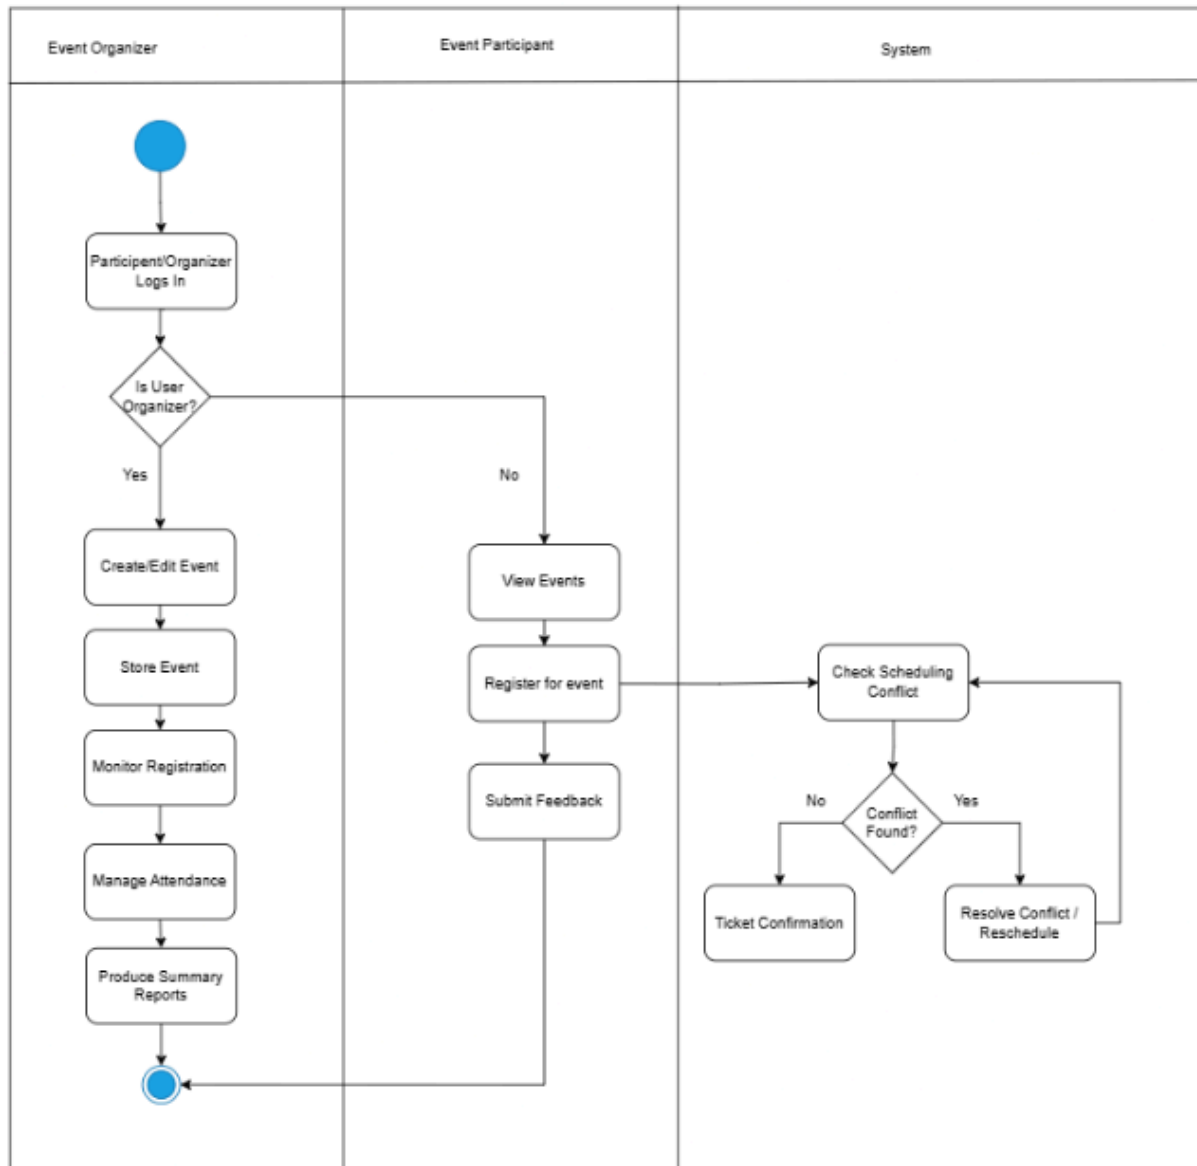 Event Organizer
Event Participant
System
Participent/Organizer
Logs In
Is User
Organizer?
Yes
No
Create/Edit Event
View Events
Store Event
Register for event
Check Scheduling
Conflict
Monitor Registration
Submit Feedback
No
Yes
Conflict
Found?
Manage Attendance
Ticket Confirmation
Resolve Conflict /
Reschedule
Produce Summary
Reports